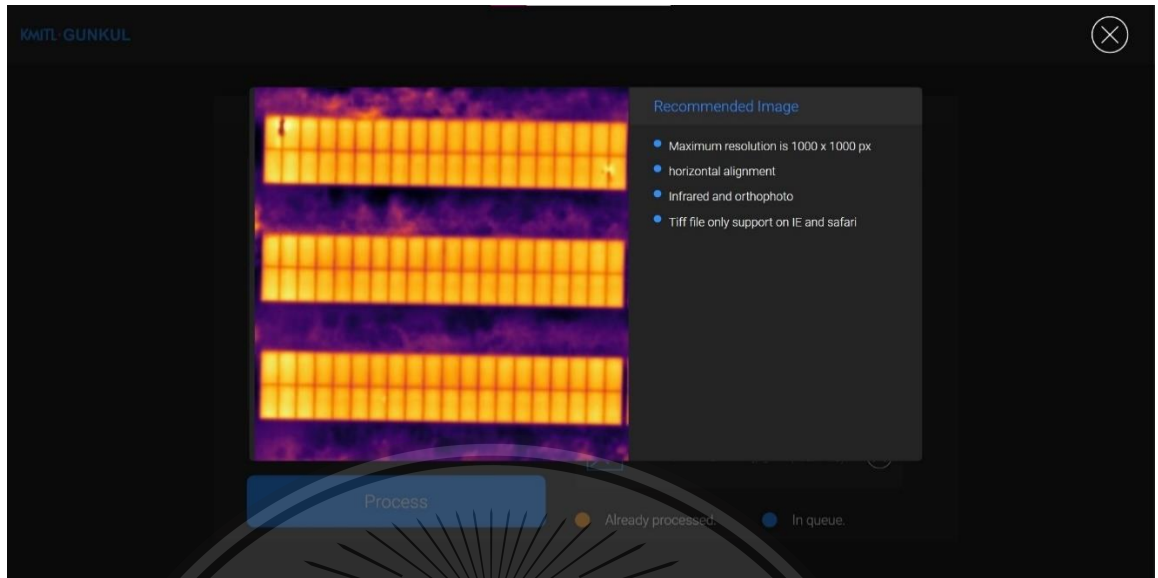 KMITL·GUNKUL
Recommended Image
Maximum resolution is 1000 x 1000 px
horizontal alignment
Infrared and orthophoto
Tiff file only support on IE and safari
Process
Already processed.
In queue.